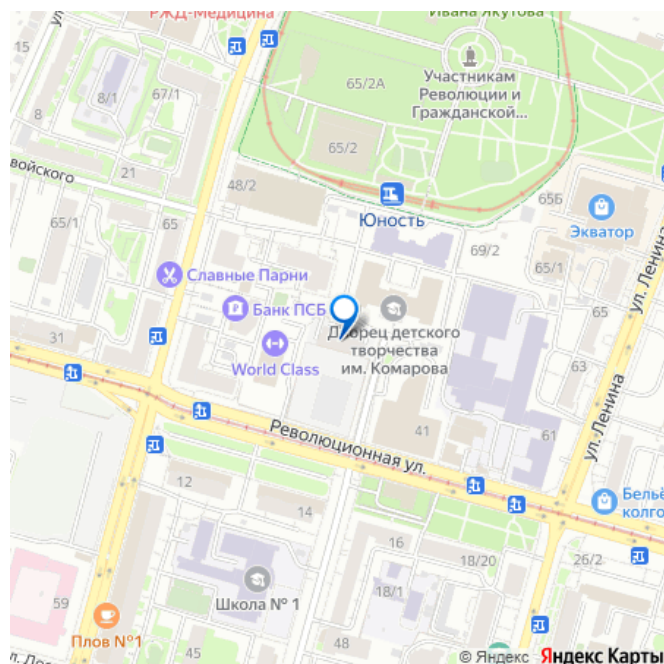 РЖД-Медицина
Ивана Якутова
15
8
8/1
67/1
65/2А
Участникам
Революции и
Гражданской...
65/2
21
войского
48/2
65Б
Юность
Экватор
65/1
65
69/2
65/1
ул. Ленина
Славные Парни
Банк ПСБ
65
31
World Class
Дворец детского
творчества
им. Комарова
63
ул. Ленина
Революционная ул.
41
61
12
14
Бельё
колго
16
18/20
26/2
Школа № 1
18/1
59
Плов №1
45
48
© Яндекс Яндекс Карты